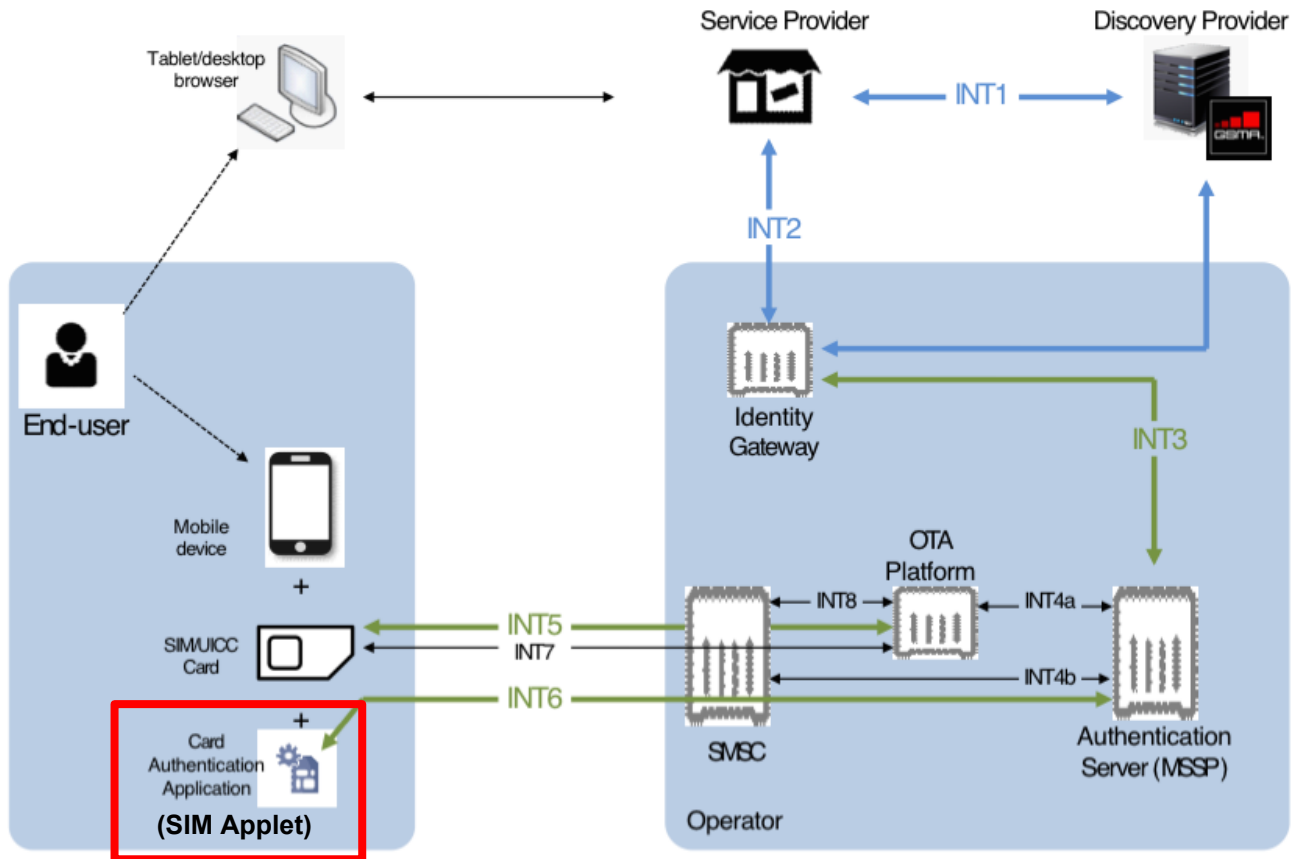 Service Provider
Discovery Provider
Tablet/desktop
browser
INT1
GSMA
INT2
End-user
Identity
Gateway
INT3
Mobile
device
+
OTA
Platform
INT8
INT4a
SIM/UICC
Card
INT5
INT7
INT4b
INT6
+
Card
Authentication
Application
(SIM Applet)
SMSC
Authentication
Server (MSSP)
Operator